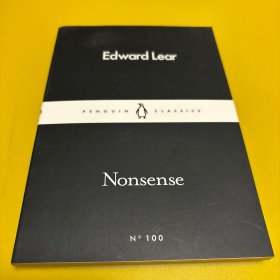 Edward Lear
PENGUIN CLASSICS
Nonsense
Nº 100